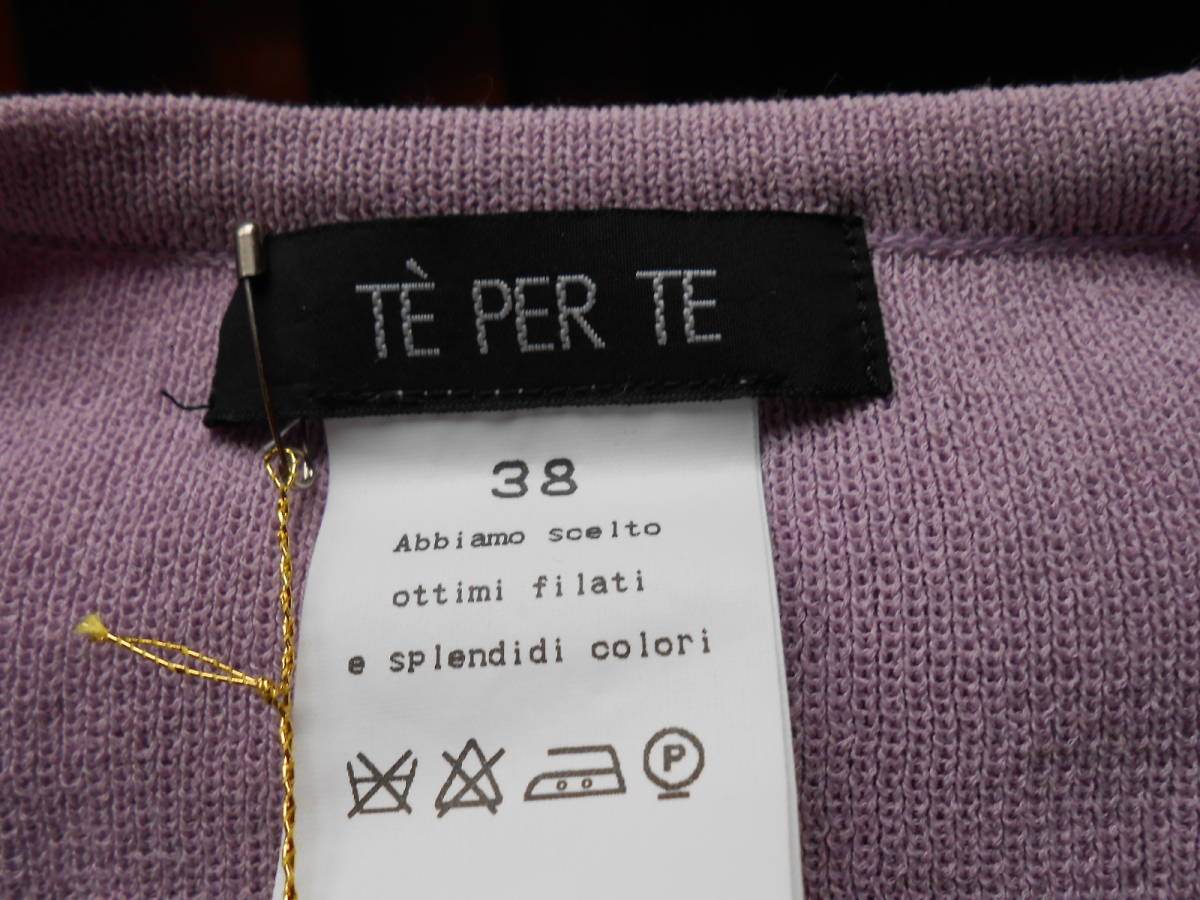 TÈ PER TE
38
Abbiamo scelto
ottimi filati
e splendidi colori
P